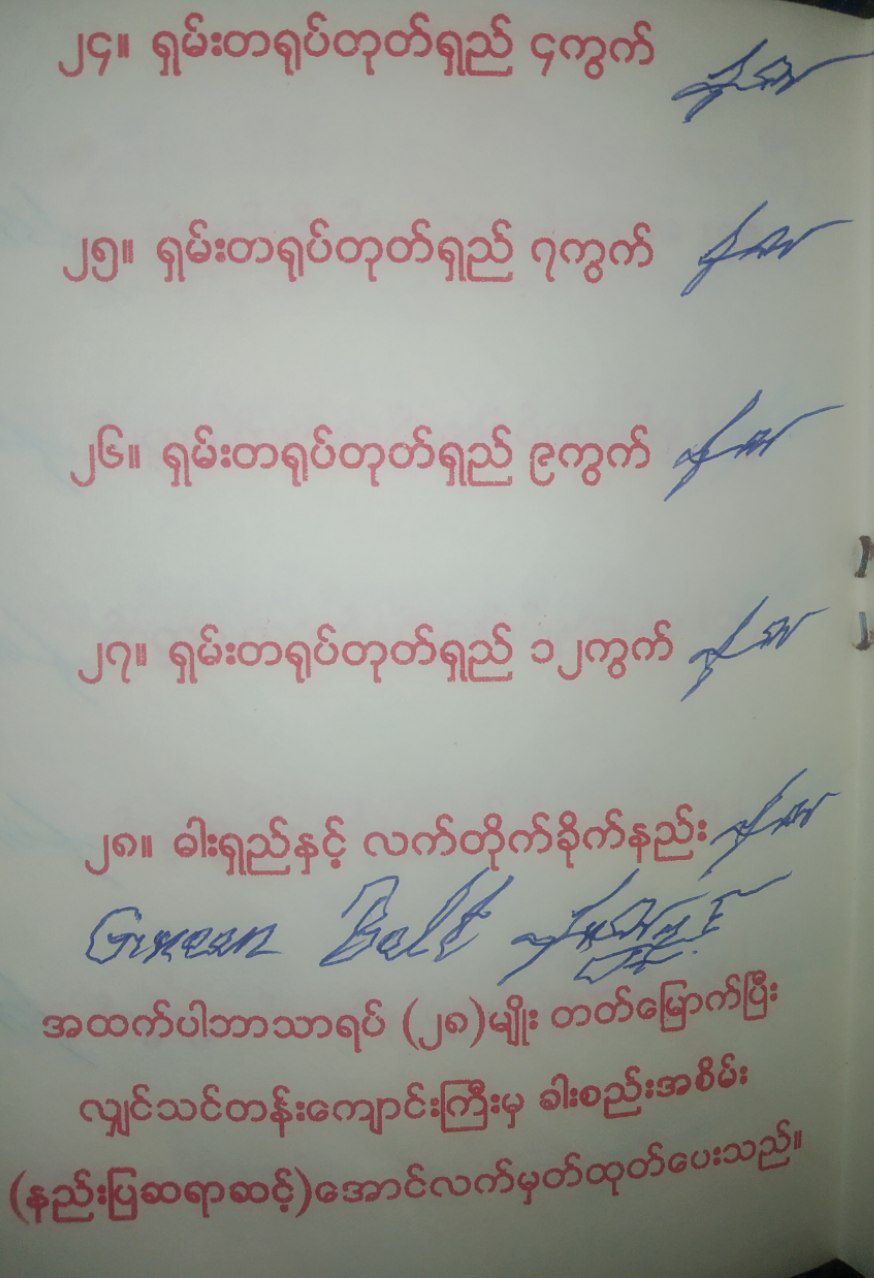 ၂၄။ ရှမ်းတရုပ်တုတ်ရှည် ၄ကွက်
၂၅။ ရှမ်းတရုပ်တုတ်ရှည် ၇ကွက်
၂၆။ ရှမ်းတရုပ်တုတ်ရှည် ၉ကွက်
၂၇။ ရှမ်းတရုပ်တုတ်ရှည် ၁၂ကွက်
၂၈။ ဓါးရှည်နှင့် လက်တိုက်ခိုက်နည်း
Green Belt
အထက်ပါဘာသာရပ် (၂၈)မျိုး တတ်မြောက်ပြီး
လျှင်သင်တန်းကျောင်းကြီးမှ ခါးစည်းအစိမ်း
(နည်းပြဆရာဆင့်)အောင်လက်မှတ်ထုတ်ပေးသည်။